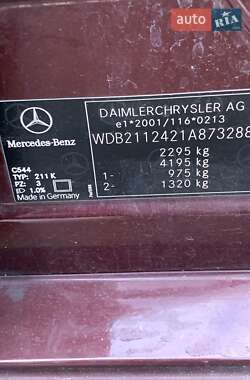 AUTO.RIA
DAIMLERCHRYSLER AG
e1*2001/116*0213
WDB2112421A873288
Mercedes-Benz
2295 kg
4195 kg
1- 975 kg
2- 1320 kg
C544
TYP: 211 K
PZ: 3
1.0%
Made in Germany